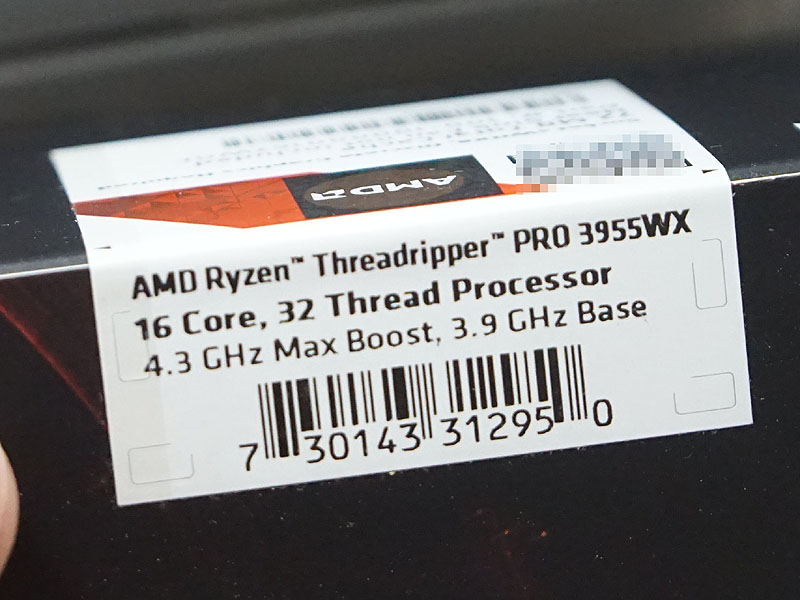 AMD
AMD Ryzen™ Threadripper™ PRO 3955WX
16 Core, 32 Thread Processor
4.3 GHz Max Boost, 3.9 GHz Base
7 30143 31295 0